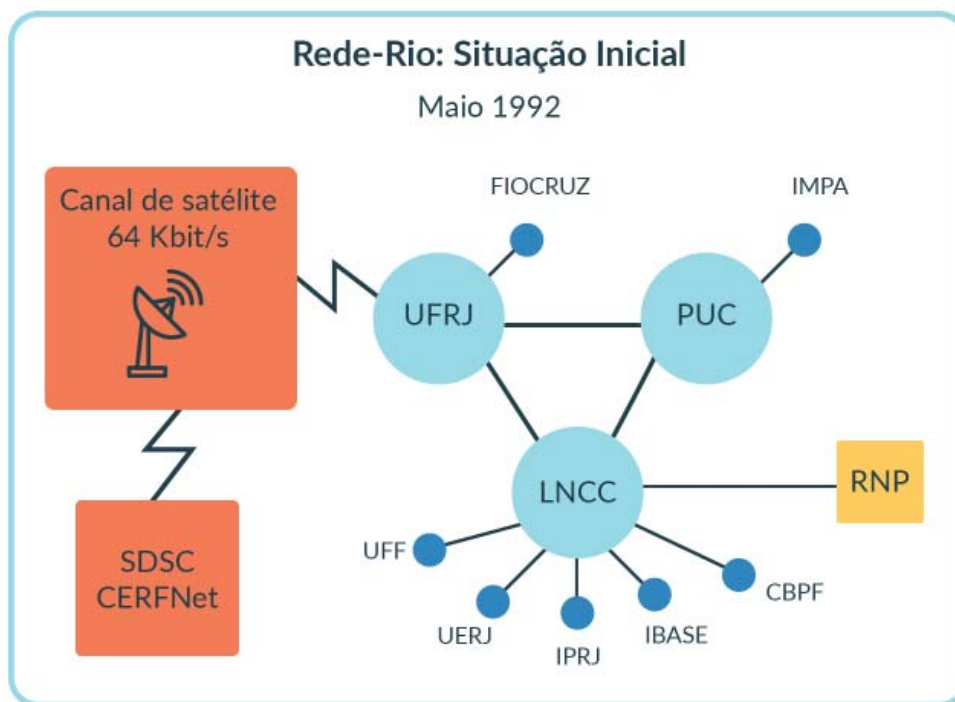 Rede-Rio: Situação Inicial
Maio 1992
Canal de satélite
64 Kbit/s
FIOCRUZ
IMPA
UFRJ
PUC
LNCC
RNP
SDSC
CERFNet
UFF
UERJ
IPRJ
IBASE
CBPF